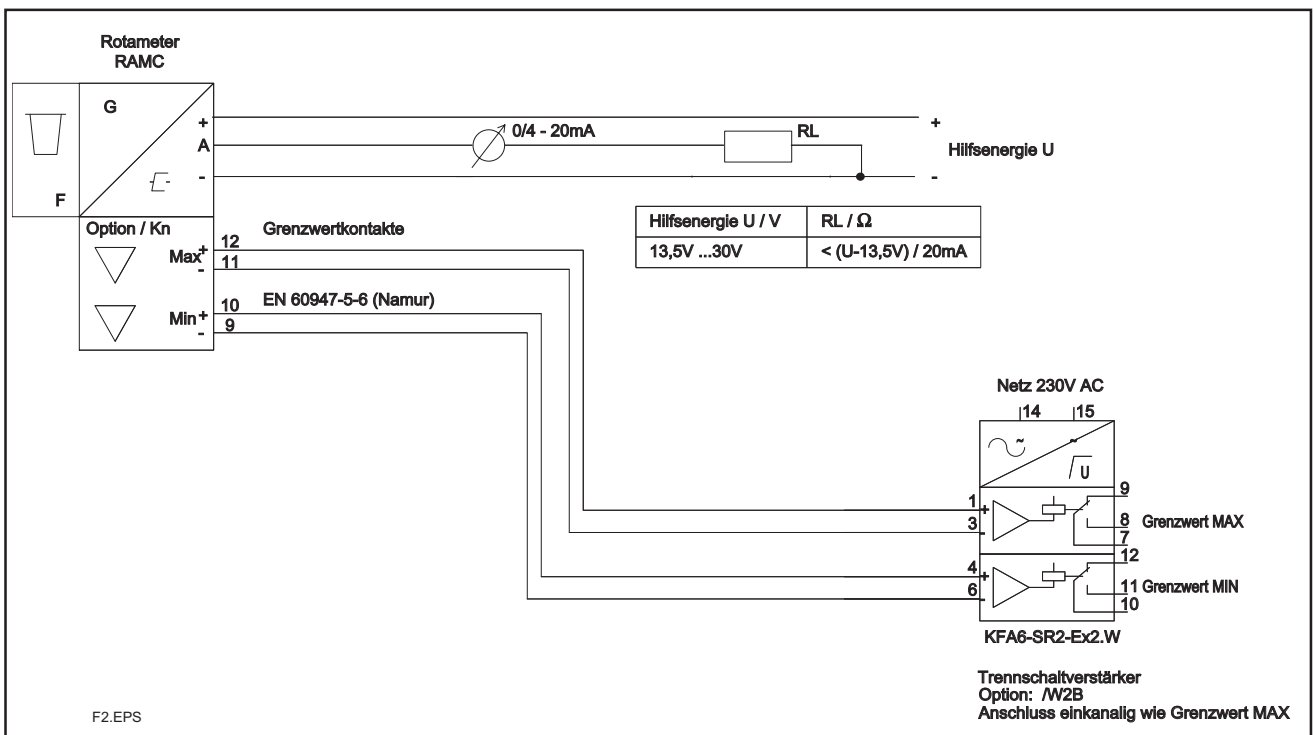 Rotameter
RAMC
G
F
+
A
-
0/4 - 20mA
RL
+
Hilfsenergie U
-
Hilfsenergie U / V RL / Ω
13,5V ...30V < (U-13,5V) / 20mA
Option / Kn
Grenzwertkontakte
Max + 12
- 11
EN 60947-5-6 (Namur)
Min + 10
- 9
Netz 230V AC
14 15
~ ~
U
1 + 9
3 - 8 Grenzwert MAX
7
4 + 12
6 - 11 Grenzwert MIN
10
KFA6-SR2-Ex2.W
Trennschaltverstärker
Option: /W2B
Anschluss einkanalig wie Grenzwert MAX
F2.EPS